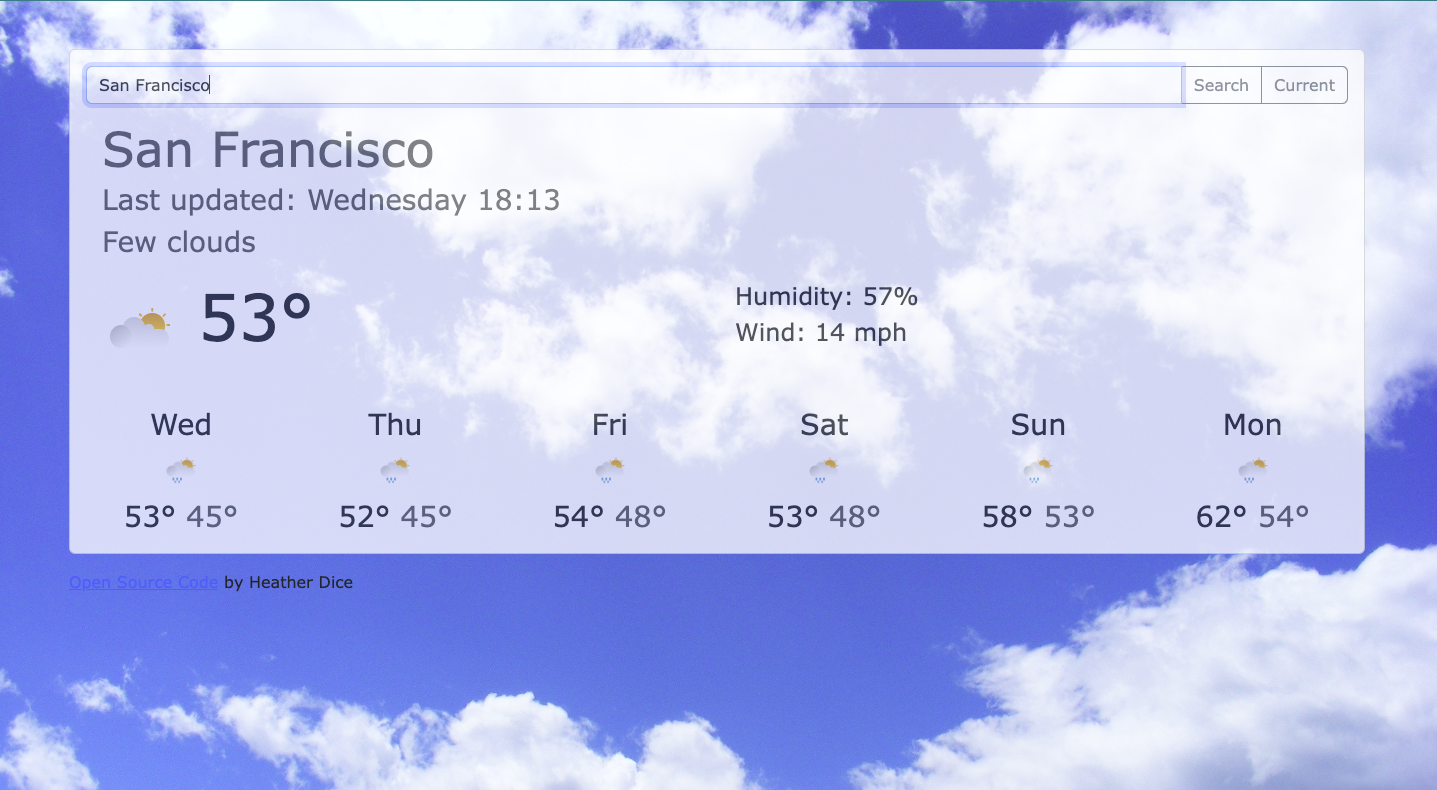 San Francisco Search Current
San Francisco
Last updated: Wednesday 18:13
Few clouds
53°
Humidity: 57%
Wind: 14 mph
Wed Thu Fri Sat Sun Mon
53° 45° 52° 45° 54° 48° 53° 48° 58° 53° 62° 54°
Open Source Code by Heather Dice